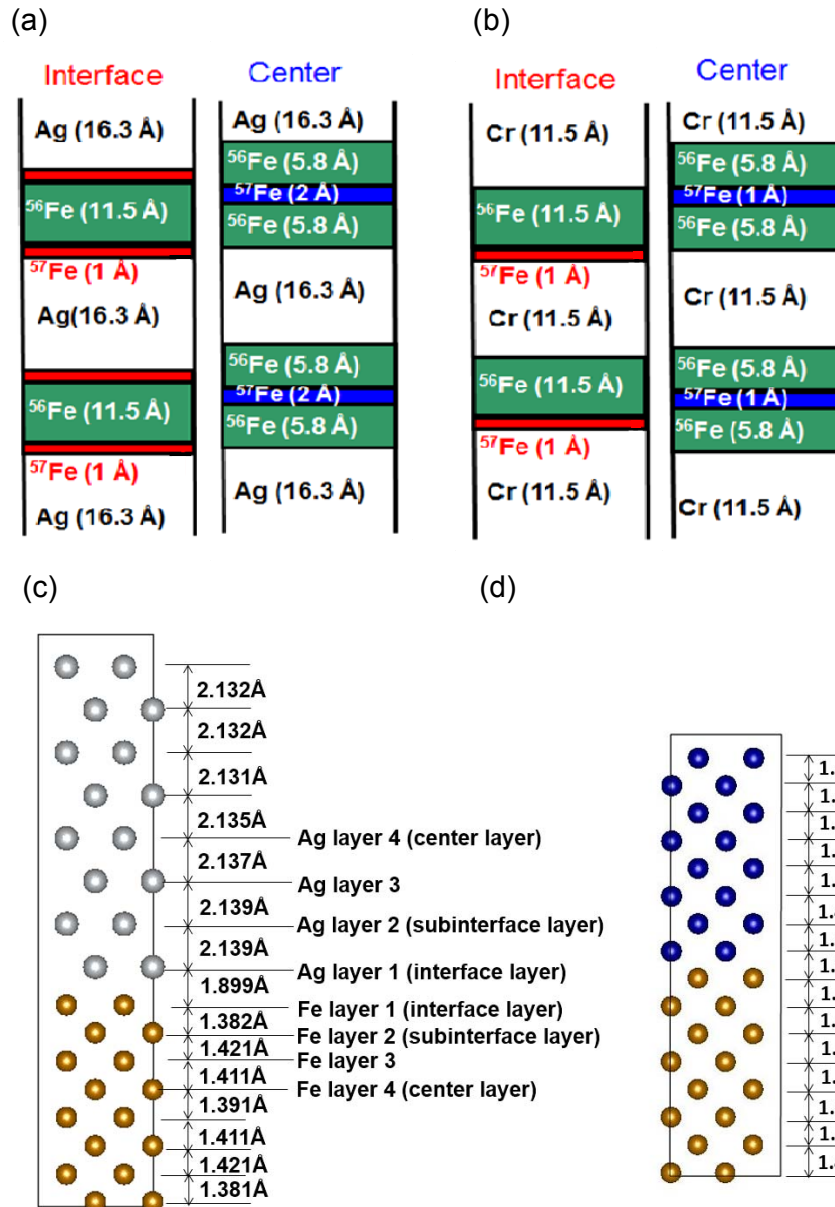 (a)
Interface
Center
Ag (16.3 Å)
⁵⁶Fe (11.5 Å)
⁵⁷Fe (1 Å)
Ag(16.3 Å)
⁵⁶Fe (11.5 Å)
⁵⁷Fe (1 Å)
Ag (16.3 Å)
Ag (16.3 Å)
⁵⁶Fe (5.8 Å)
⁵⁷Fe (2 Å)
⁵⁶Fe (5.8 Å)
Ag (16.3 Å)
⁵⁶Fe (5.8 Å)
⁵⁷Fe (2 Å)
⁵⁶Fe (5.8 Å)
Ag (16.3 Å)
(b)
Interface
Center
Cr (11.5 Å)
⁵⁶Fe (11.5 Å)
⁵⁷Fe (1 Å)
Cr (11.5 Å)
⁵⁶Fe (11.5 Å)
⁵⁷Fe (1 Å)
Cr (11.5 Å)
Cr (11.5 Å)
⁵⁶Fe (5.8 Å)
⁵⁷Fe (1 Å)
⁵⁶Fe (5.8 Å)
Cr (11.5 Å)
⁵⁶Fe (5.8 Å)
⁵⁷Fe (1 Å)
⁵⁶Fe (5.8 Å)
Cr (11.5 Å)
(c)
2.132Å
2.132Å
2.131Å
2.135Å
Ag layer 4 (center layer)
2.137Å
Ag layer 3
2.139Å
Ag layer 2 (subinterface layer)
2.139Å
Ag layer 1 (interface layer)
1.899Å
Fe layer 1 (interface layer)
1.382Å
Fe layer 2 (subinterface layer)
1.421Å
Fe layer 3
1.411Å
Fe layer 4 (center layer)
1.391Å
1.411Å
1.421Å
1.381Å
(d)